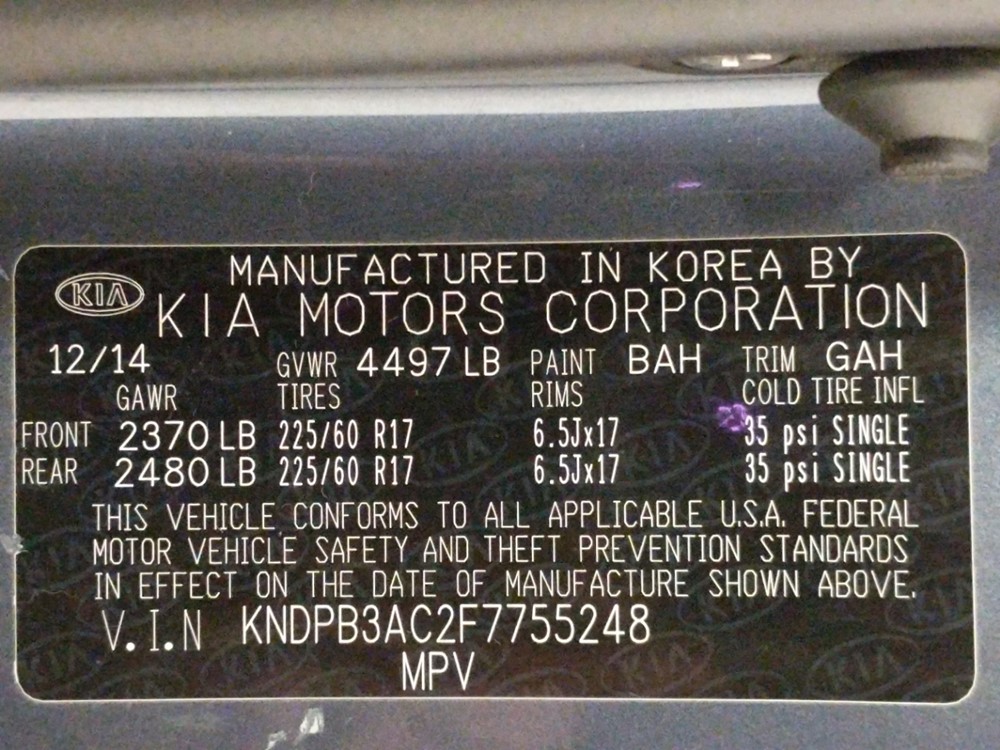 MANUFACTURED IN KOREA BY
KIA KIA MOTORS CORPORATION
12/14 GVWR 4497 LB PAINT BAH TRIM GAH
GAWR TIRES RIMS COLD TIRE INFL
FRONT 2370 LB 225/60 R17 6.5Jx17 35 psi SINGLE
REAR 2480 LB 225/60 R17 6.5Jx17 35 psi SINGLE
THIS VEHICLE CONFORMS TO ALL APPLICABLE U.S.A. FEDERAL
MOTOR VEHICLE SAFETY AND THEFT PREVENTION STANDARDS
IN EFFECT ON THE DATE OF MANUFACTURE SHOWN ABOVE.
V.I.N KNDPB3AC2F7755248
MPV